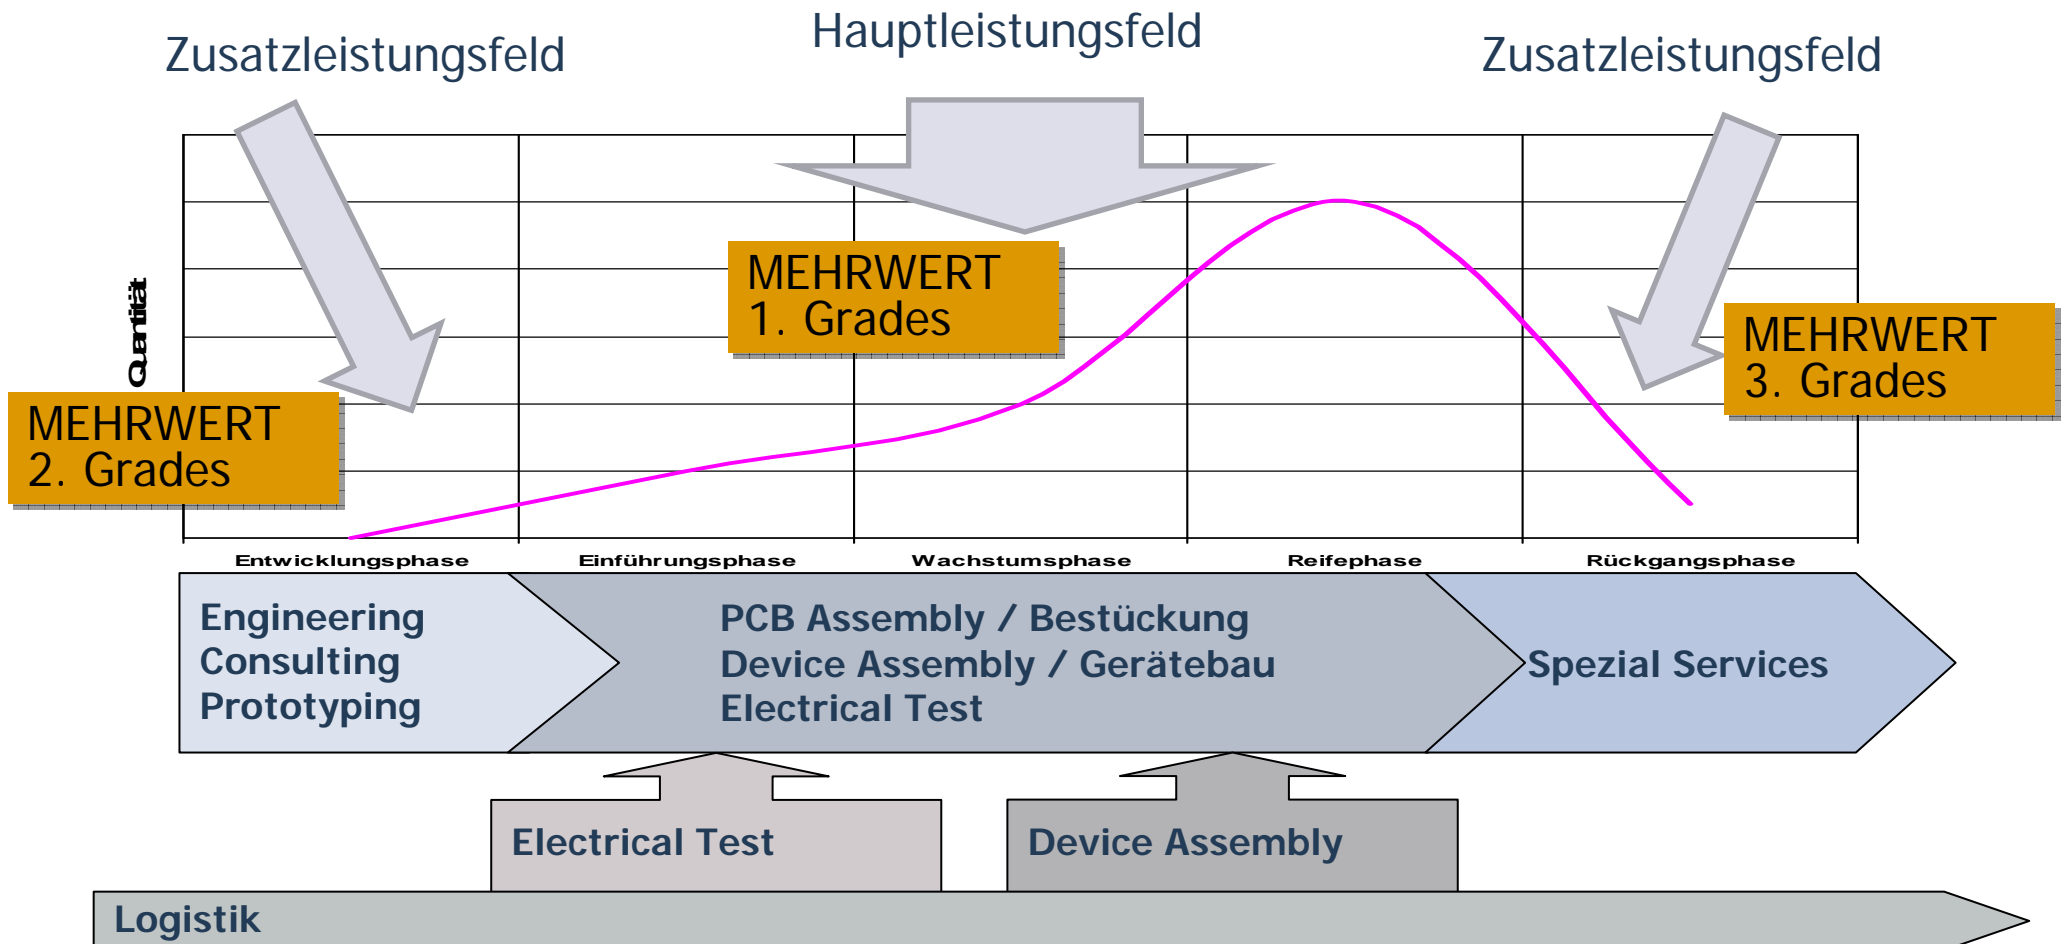 Zusatzleistungsfeld
Hauptleistungsfeld
Zusatzleistungsfeld
Quantität
MEHRWERT
2. Grades
MEHRWERT
1. Grades
MEHRWERT
3. Grades
Entwicklungsphase
Einführungsphase
Wachstumsphase
Reifephase
Rückgangsphase
Engineering
Consulting
Prototyping
PCB Assembly / Bestückung
Device Assembly / Gerätebau
Electrical Test
Spezial Services
Electrical Test
Device Assembly
Logistik